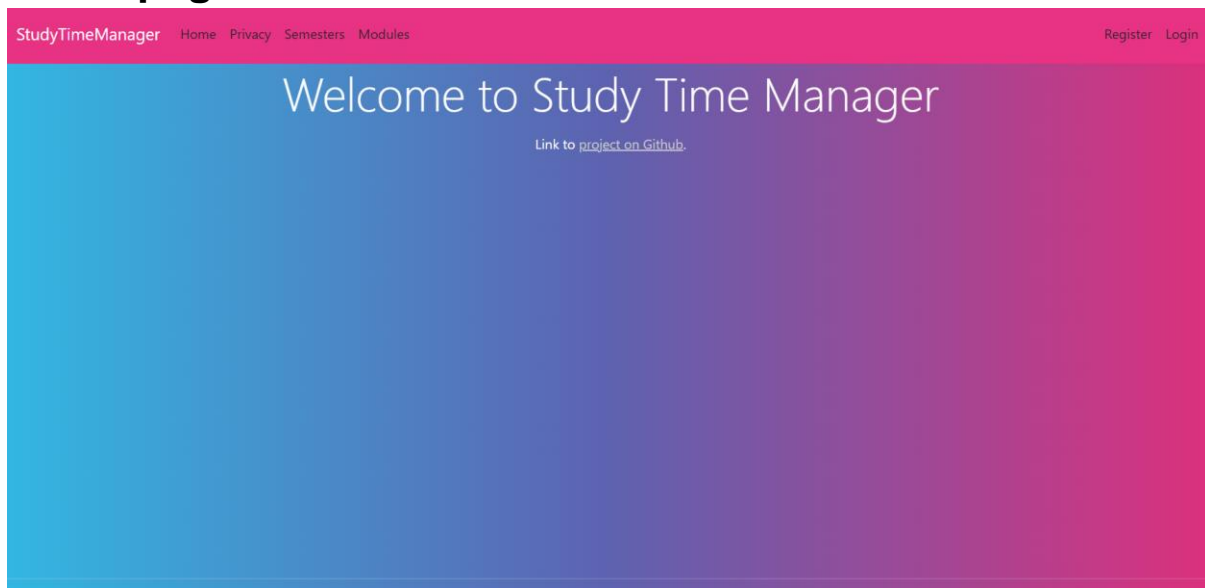 StudyTimeManager Home Privacy Semesters Modules Register Login
Welcome to Study Time Manager
Link to project on Github.